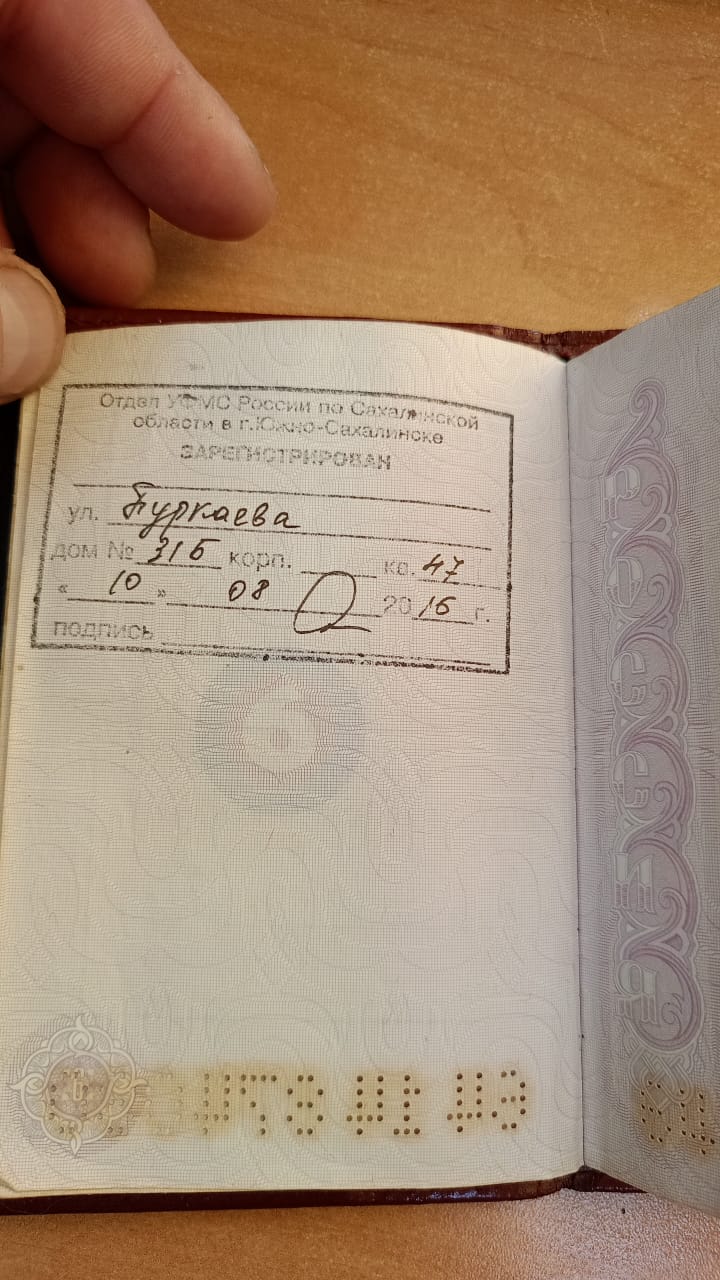 Отдел УФМС России по Сахалинской
области в г.Южно-Сахалинске
ЗАРЕГИСТРИРОВАН
ул. Пуркаева
дом № 31Б корп. кв. 47
« 10 » 08 2016 г.
подпись